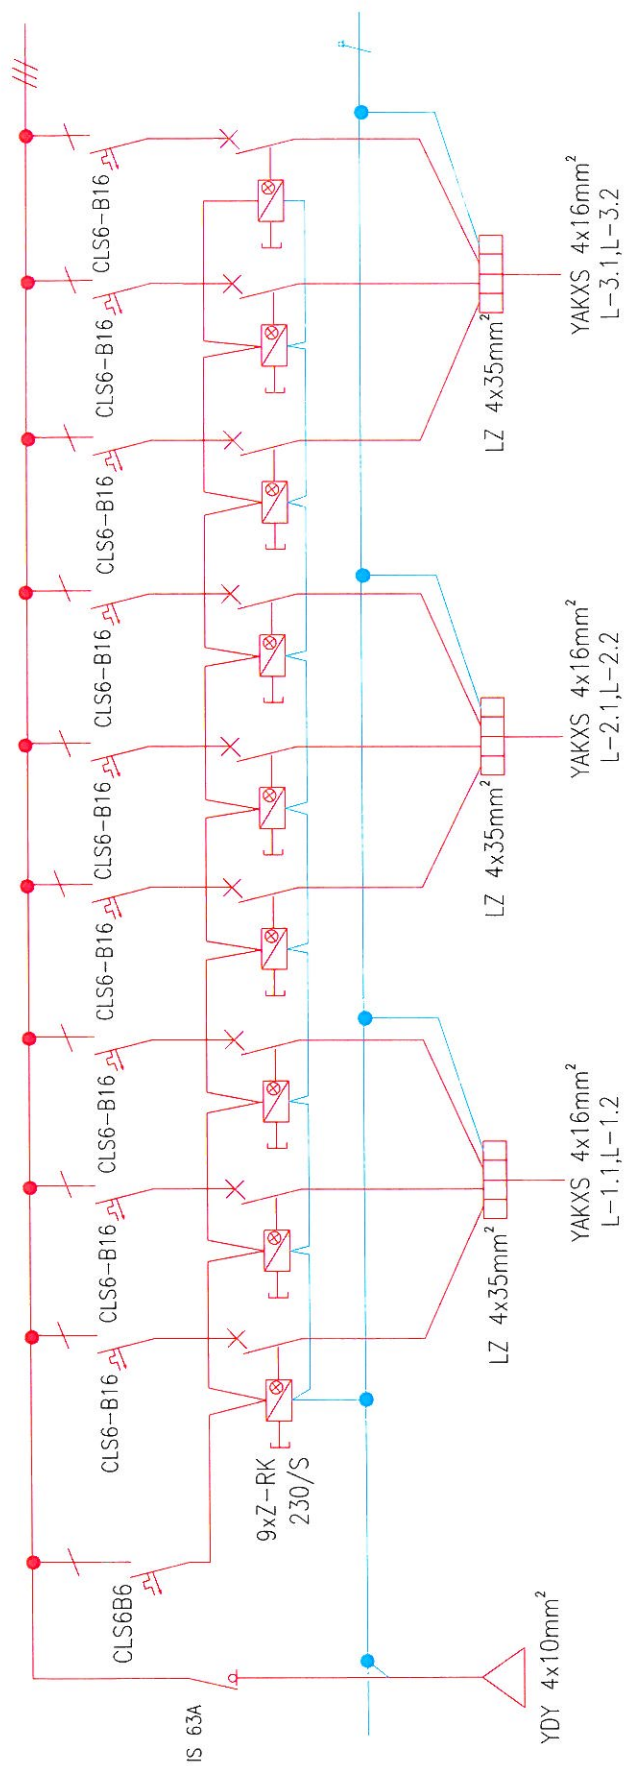 CLS6-B16
CLS6-B16
CLS6-B16
CLS6-B16
CLS6-B16
CLS6-B16
CLS6-B16
CLS6-B16
CLS6-B16
CLS6B6
IS 63A
9xZ-RK
230/S
LZ 4x35mm²
YAKXS 4x16mm²
L-3.1,L-3.2
LZ 4x35mm²
YAKXS 4x16mm²
L-2.1,L-2.2
LZ 4x35mm²
YAKXS 4x16mm²
L-1.1,L-1.2
YDY 4x10mm²